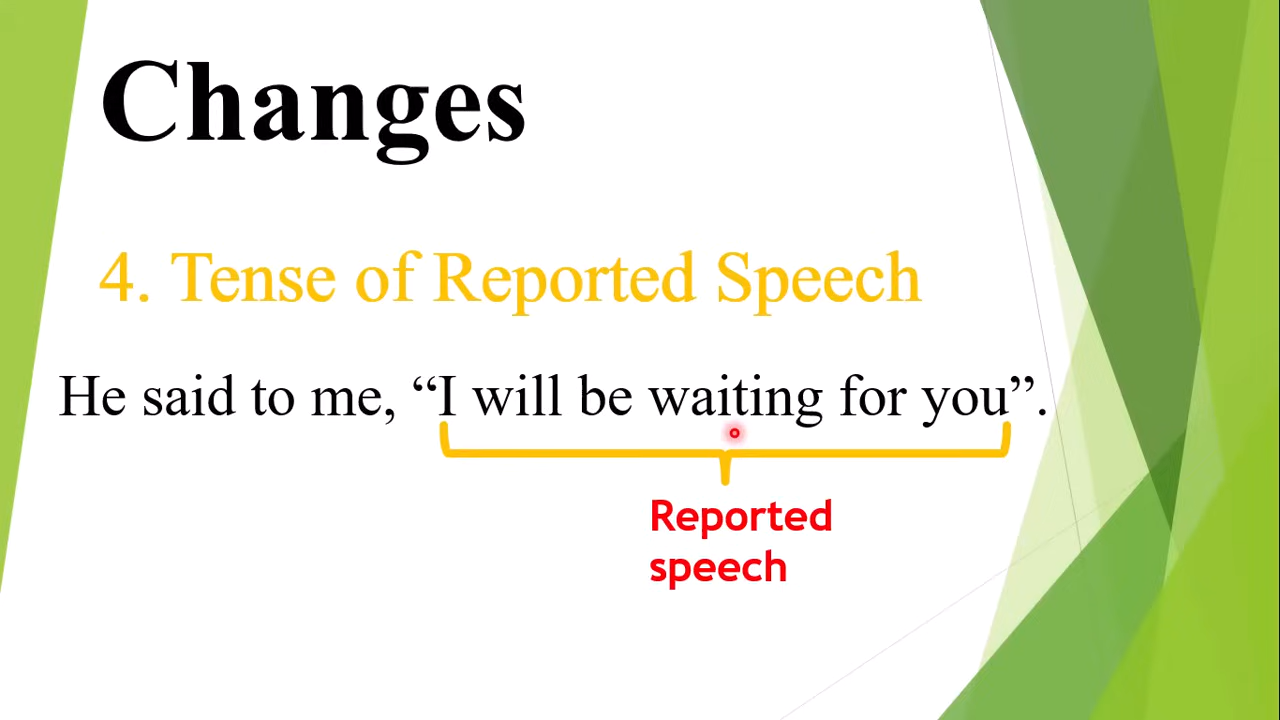 Changes
4. Tense of Reported Speech
He said to me, “I will be waiting for you”.
Reported
speech